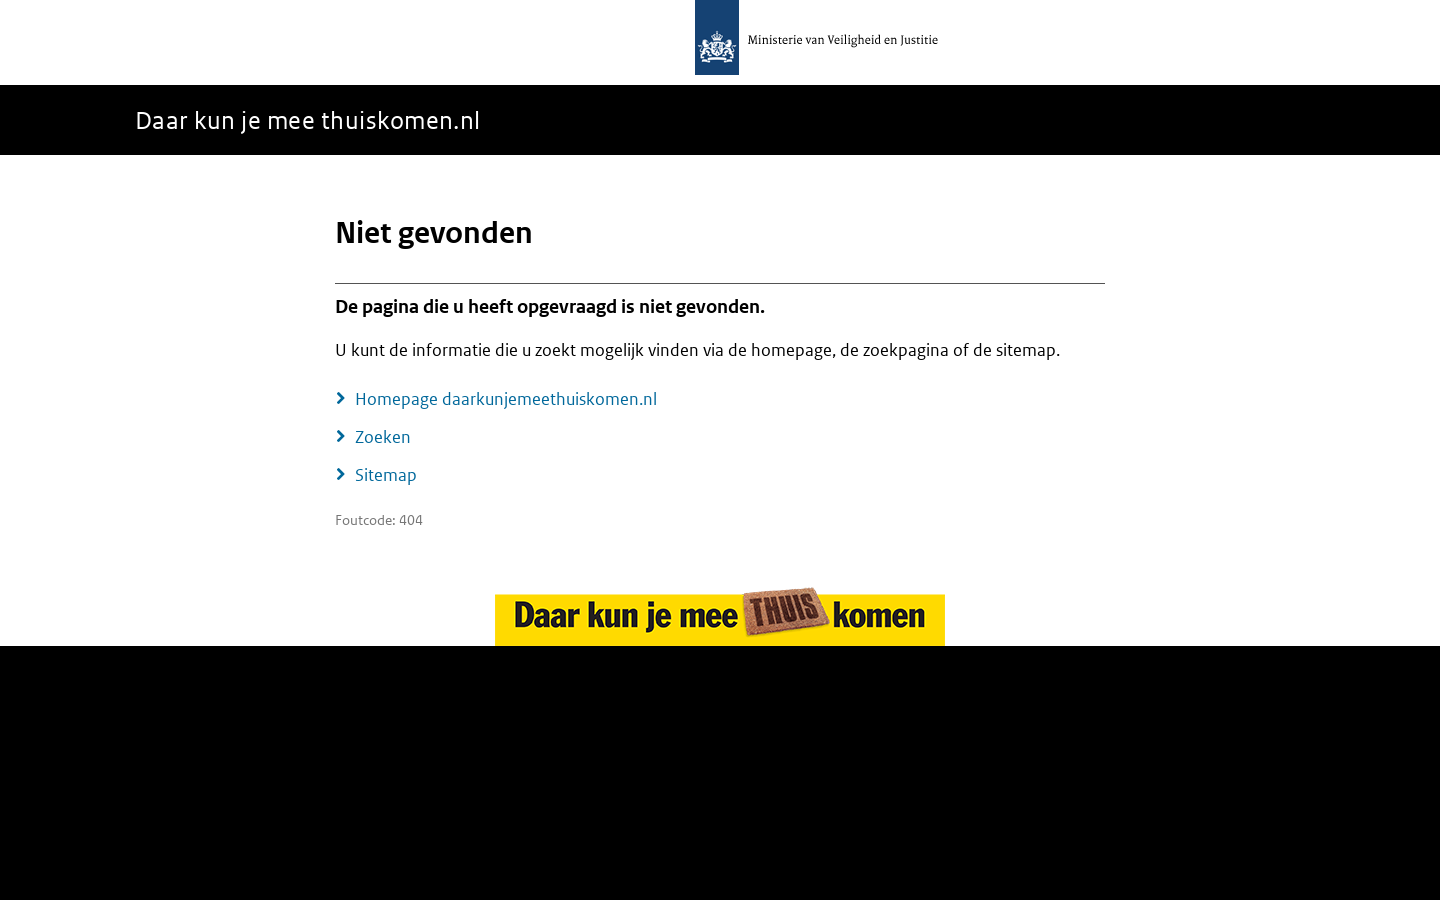 Ministerie van Veiligheid en Justitie
Daar kun je mee thuiskomen.nl
Niet gevonden
De pagina die u heeft opgevraagd is niet gevonden.
U kunt de informatie die u zoekt mogelijk vinden via de homepage, de zoekpagina of de sitemap.
Homepage daarkunjemeethuiskomen.nl
Zoeken
Sitemap
Foutcode: 404
Daar kun je mee THUIS komen